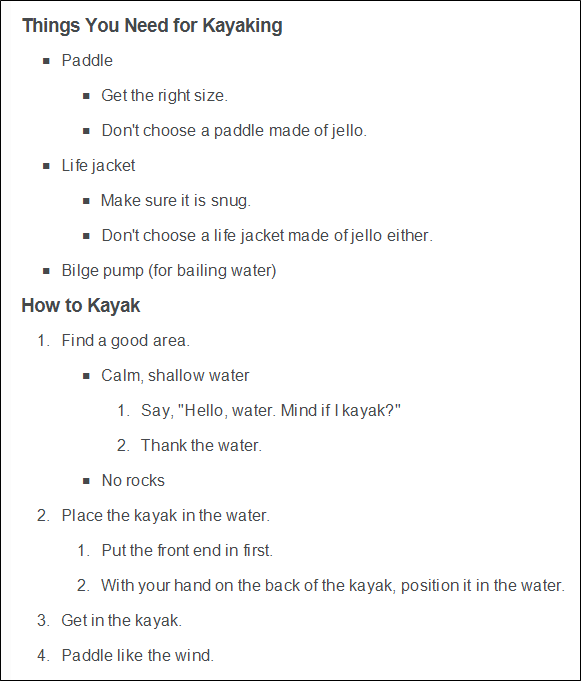 Things You Need for Kayaking
▪ Paddle
▪ Get the right size.
▪ Don't choose a paddle made of jello.
▪ Life jacket
▪ Make sure it is snug.
▪ Don't choose a life jacket made of jello either.
▪ Bilge pump (for bailing water)
How to Kayak
1. Find a good area.
▪ Calm, shallow water
1. Say, "Hello, water. Mind if I kayak?"
2. Thank the water.
▪ No rocks
2. Place the kayak in the water.
1. Put the front end in first.
2. With your hand on the back of the kayak, position it in the water.
3. Get in the kayak.
4. Paddle like the wind.